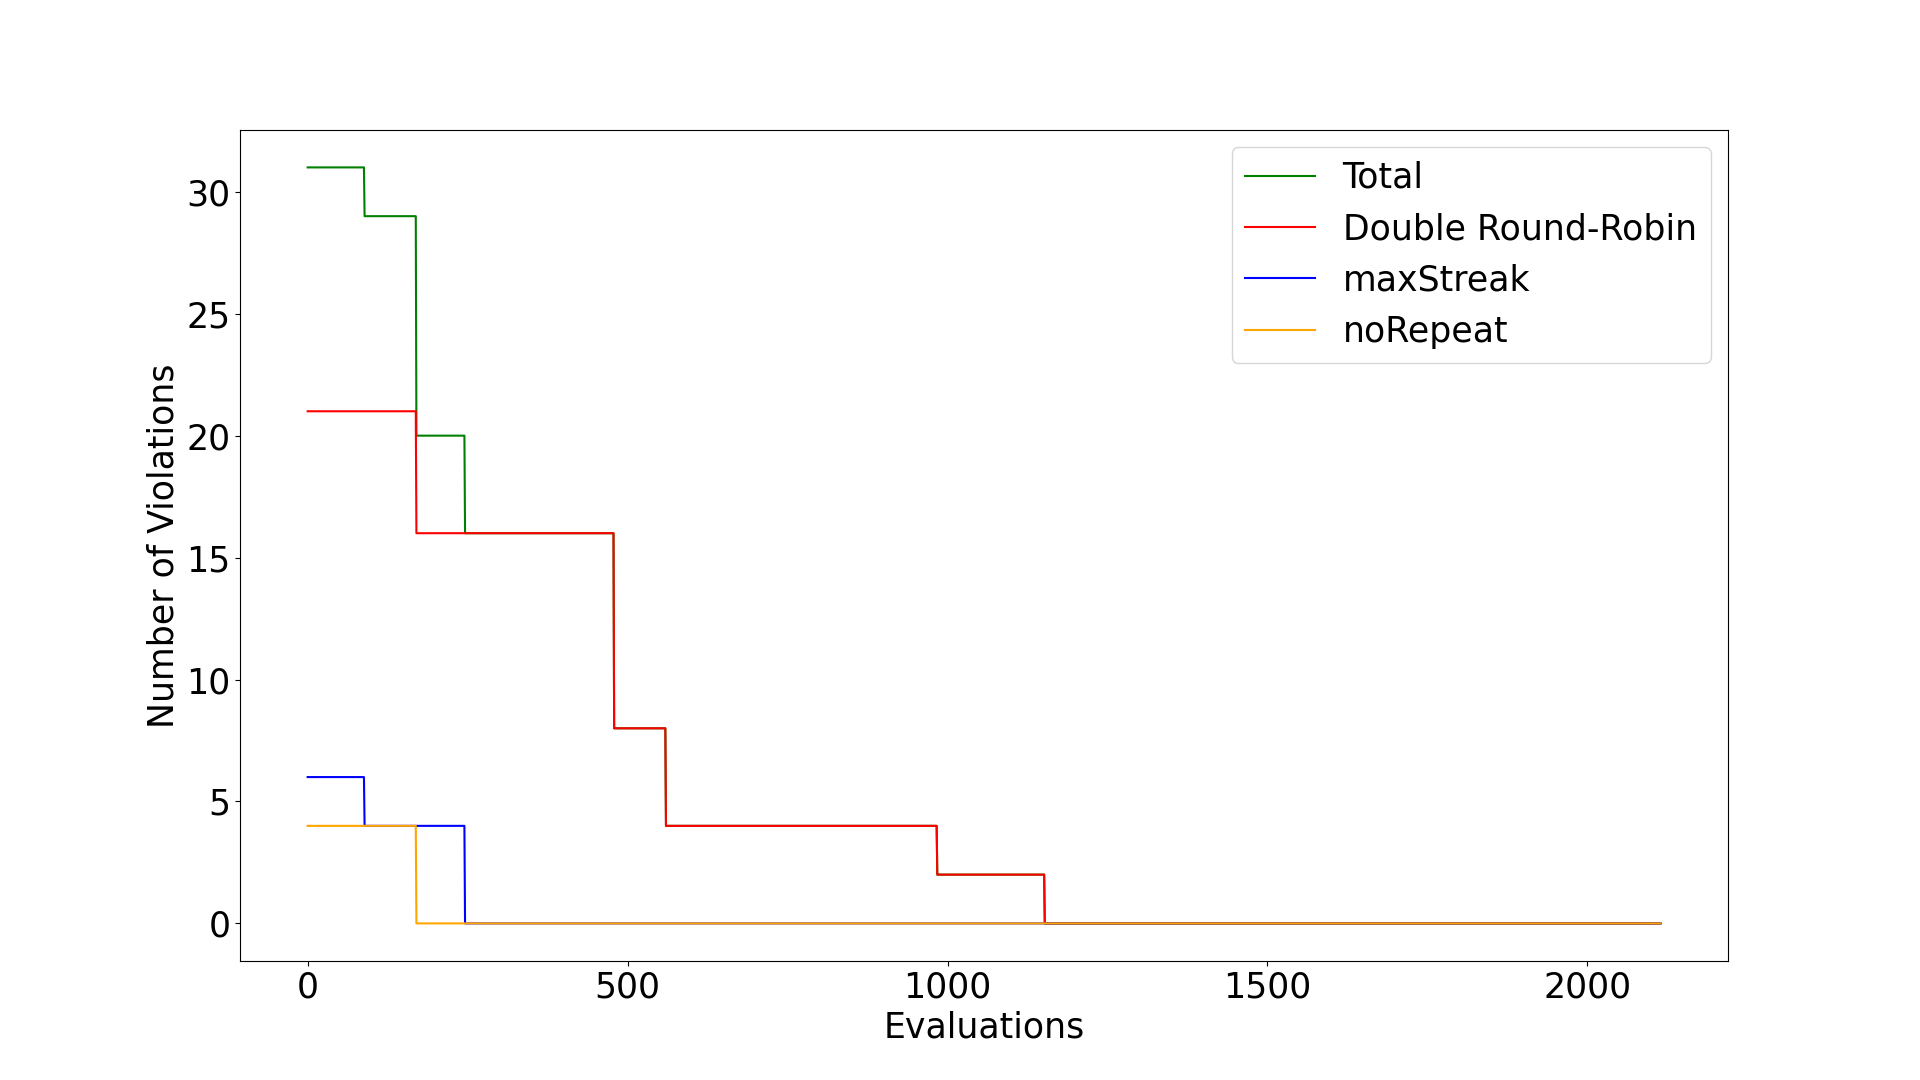 Total
Double Round-Robin
maxStreak
noRepeat
Number of Violations
30
25
20
15
10
5
0
0 500 1000 1500 2000
Evaluations